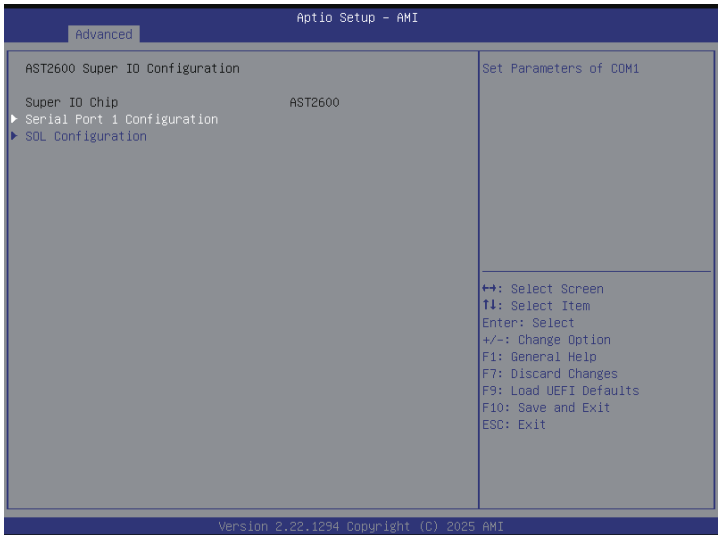 Aptio Setup – AMI
Advanced
AST2600 Super IO Configuration
Super IO Chip AST2600
Serial Port 1 Configuration
SOL Configuration
Set Parameters of COM1
↔: Select Screen
↑↓: Select Item
Enter: Select
+/-: Change Option
F1: General Help
F7: Discard Changes
F9: Load UEFI Defaults
F10: Save and Exit
ESC: Exit
Version 2.22.1294 Copyright (C) 2025 AMI